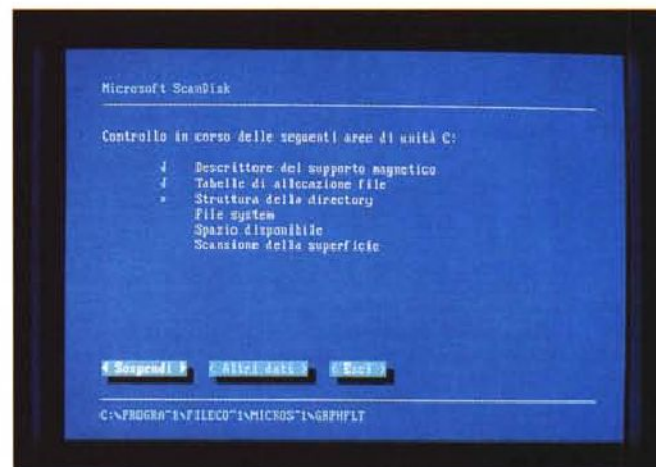 Microsoft ScanDisk
Controllo in corso delle seguenti aree di unità C:
√ Descrittore del supporto magnetico
√ Tabelle di allocazione file
» Struttura della directory
File system
Spazio disponibile
Scansione della superficie
◄ Sospendi ► < Altri dati > < Esci >
C:\PROGRA~1\FILECO~1\MICROS~1\GRPHFLT